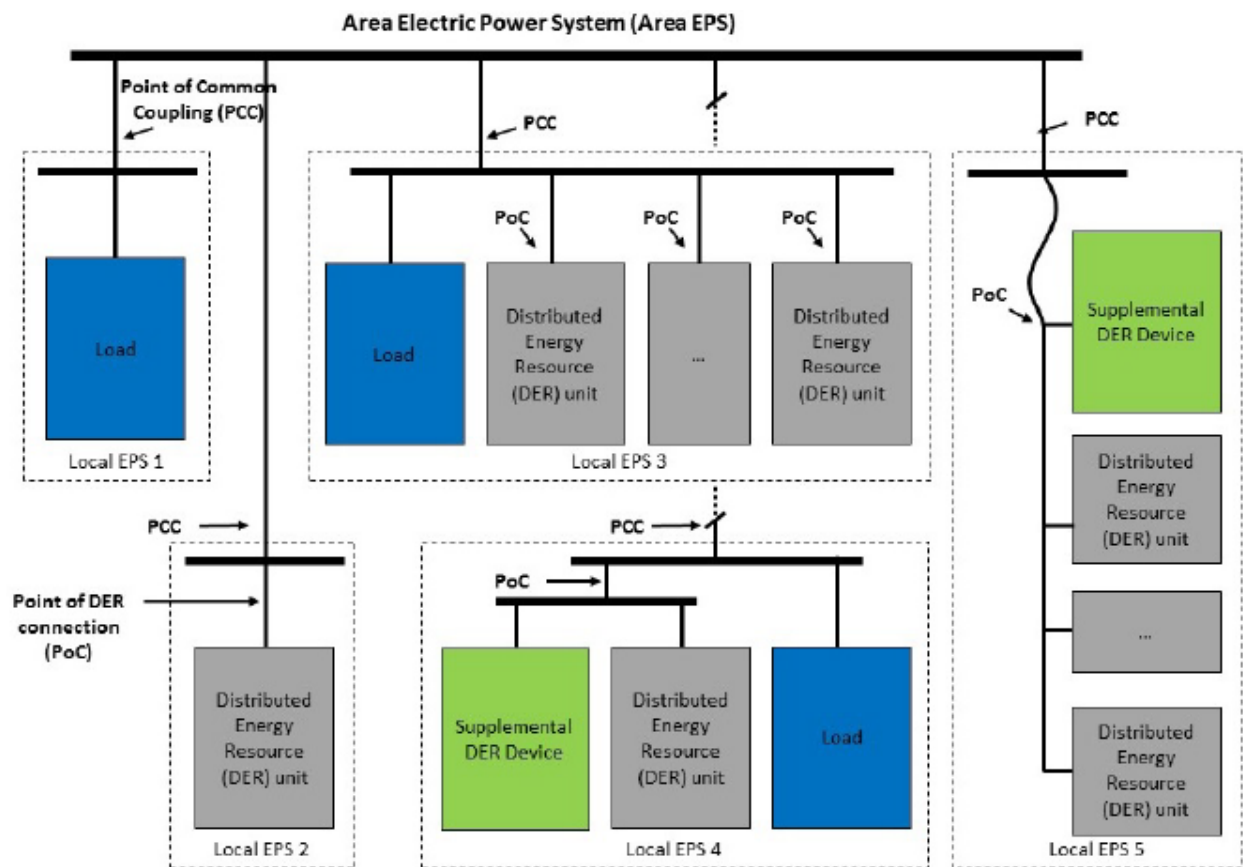 Area Electric Power System (Area EPS)
Point of Common
Coupling (PCC)
PCC
PCC
PoC
PoC
PoC
Load
Local EPS 1
Load
Distributed
Energy
Resource
(DER) unit
...
Distributed
Energy
Resource
(DER) unit
Local EPS 3
PoC
Supplemental
DER Device
Distributed
Energy
Resource
(DER) unit
...
Distributed
Energy
Resource
(DER) unit
Local EPS 5
PCC
Point of DER
connection
(PoC)
Distributed
Energy
Resource
(DER) unit
Local EPS 2
PCC
PoC
Supplemental
DER Device
Distributed
Energy
Resource
(DER) unit
Load
Local EPS 4